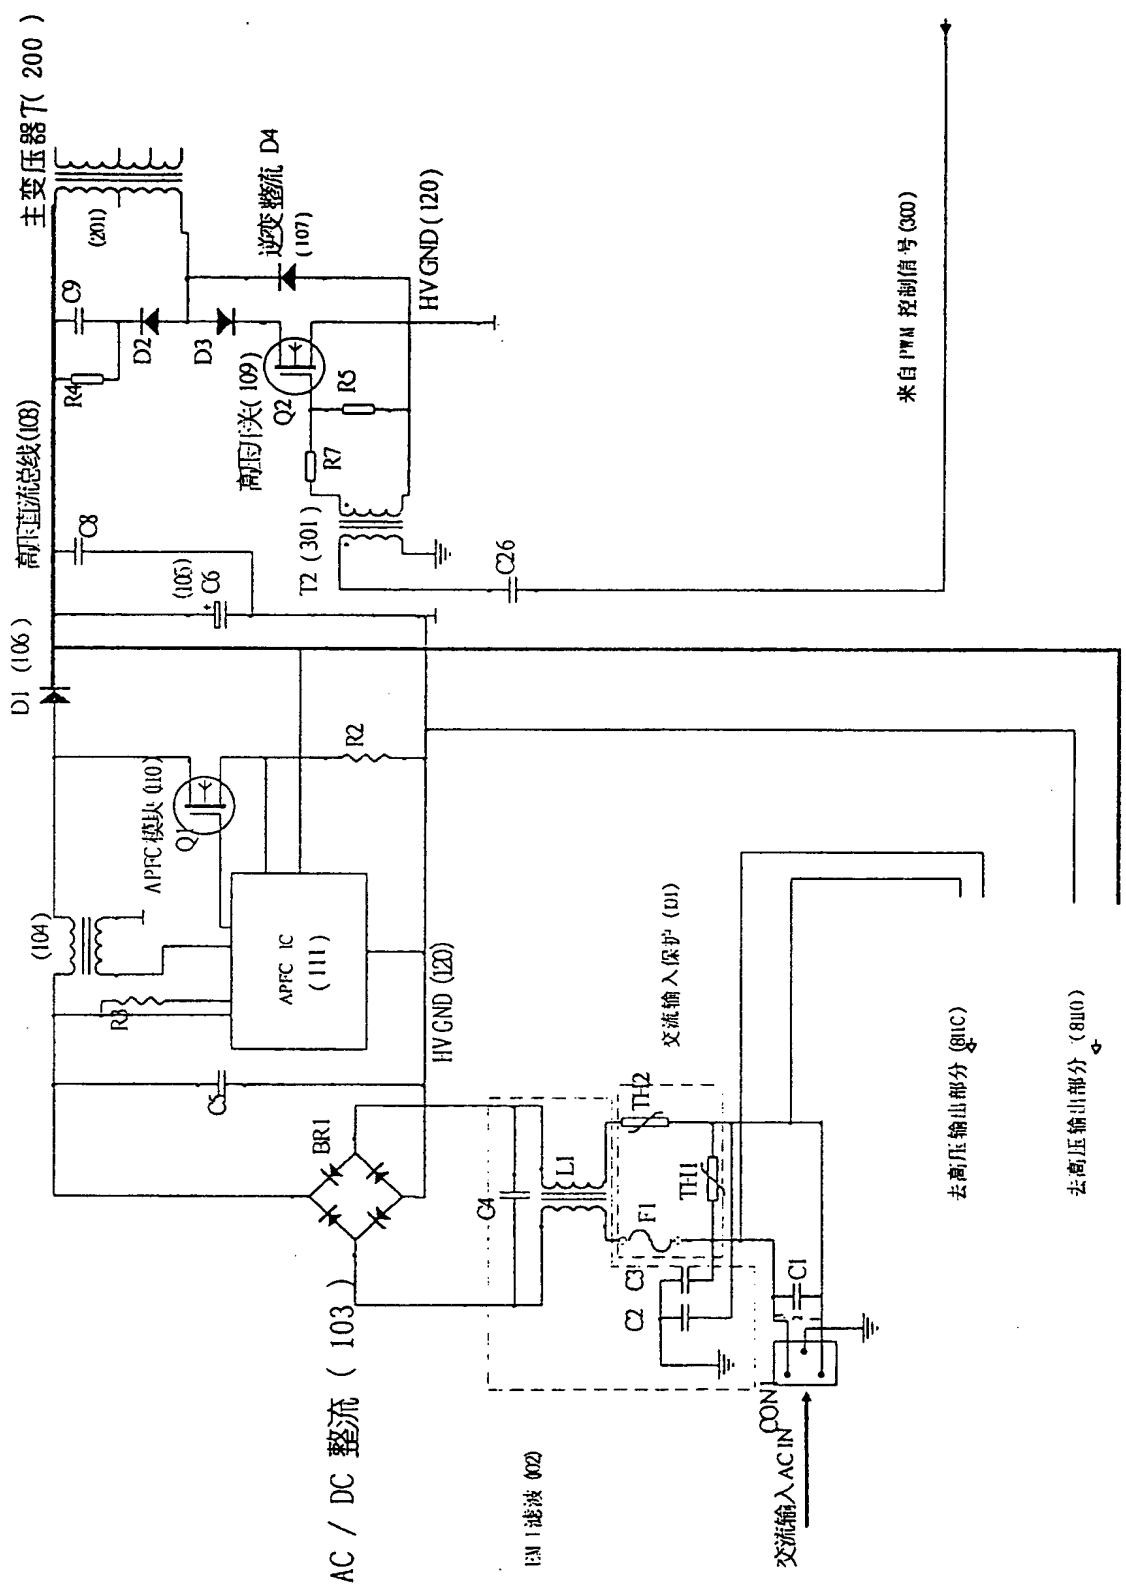 主变压器T( 200 )
(201)
高压直流总线(108)
C9
R4
D2
D3
逆变整流 D4
(107)
HV GND (120)
高压开关(109)
Q2
R5
R7
C8
(105)
C6
T2 (301)
C26
来自 PWM 控制信号(300)
D1 (106)
R2
APFC模块(110)
Q1
(104)
R3
APFC IC
(111)
HV GND (120)
C5
BR1
AC / DC 整流 ( 103 )
C4
L1
TH2
TH1
F1
C3
C2
C1
CON1
交流输入保护
EMI滤波
交流输入AC IN
去高压输出部分
去高压输出部分